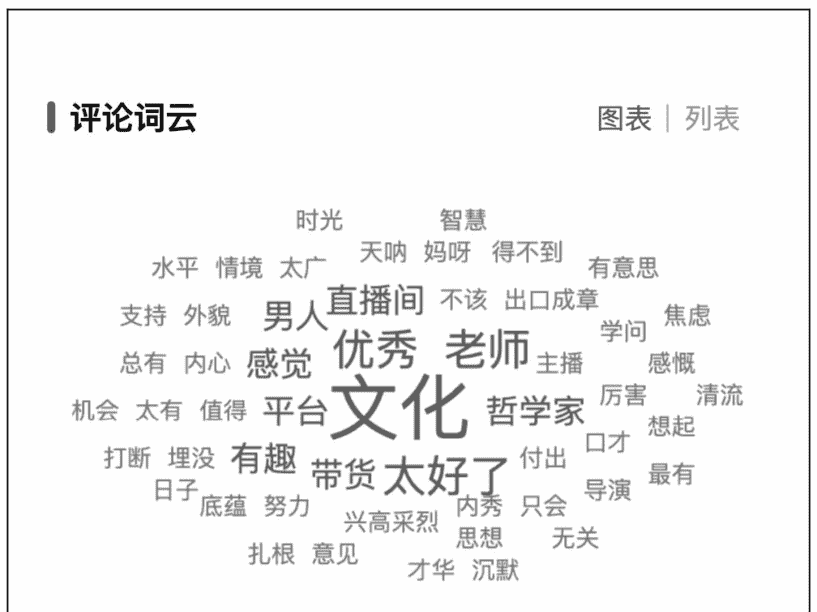 评论词云
图表 | 列表
时光 智慧
天呐 妈呀 得不到
水平 情境 太广 有意思
直播间 不该 出口成章
支持 外貌 男人 学问 焦虑
优秀 老师
总有 内心 感觉 主播 感慨
厉害 清流
机会 太有 值得 平台 文化 哲学家
想起
口才
打断 埋没 有趣 付出
带货 太好了 最有
日子 导演
底蕴 努力 内秀 只会
兴高采烈
思想 无关
扎根 意见
才华 沉默